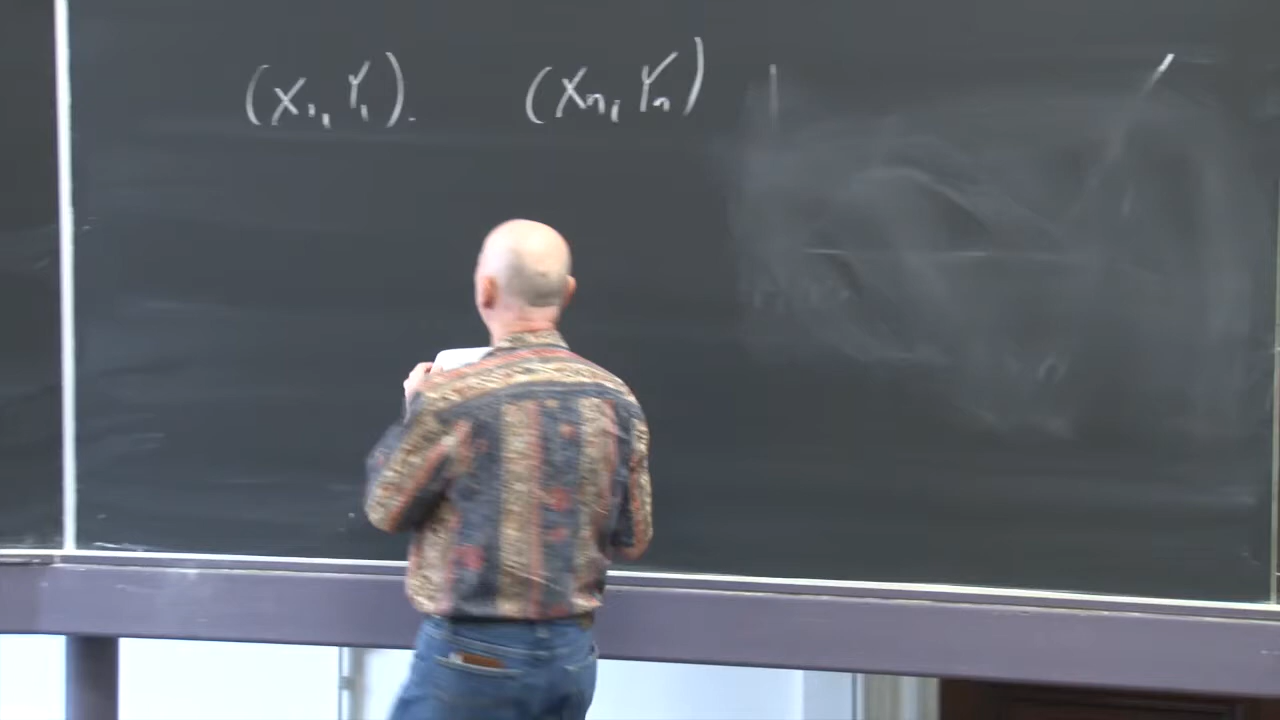 (X₁, Y₁). (Xₙ, Yₙ)